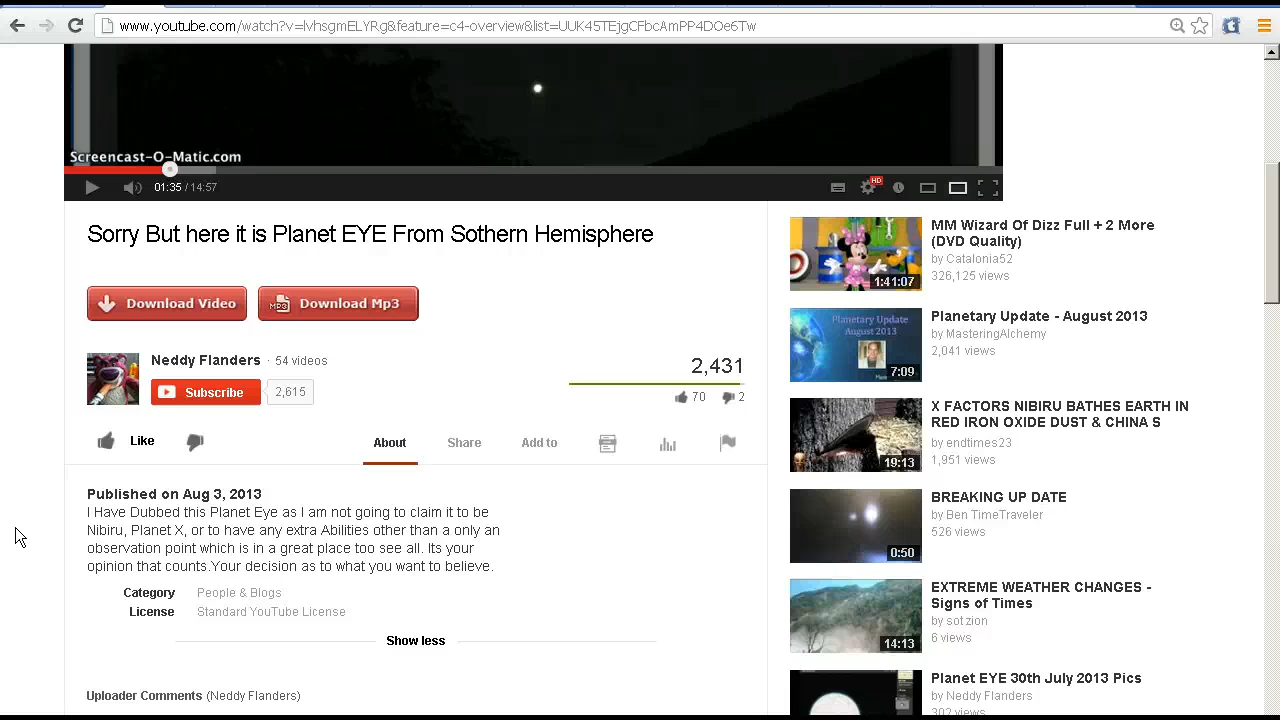 www.youtube.com/watch?v=lvhsgmELYRg&feature=c4-overview&list=UUK45TEjgCFbcAmPP4DOe6Tw
Screencast-O-Matic.com
01:35 / 14:57
HD
Sorry But here it is Planet EYE From Sothern Hemisphere
Download Video
MP3 Download Mp3
Neddy Flanders · 54 videos
Subscribe 2,615
2,431
70 2
Like
About Share Add to
Published on Aug 3, 2013
I Have Dubbed this Planet Eye as I am not going to claim it to be
Nibiru, Planet X, or to have any extra Abilities other than a only an
observation point which is in a great place too see all. Its your
opinion that counts your decision as to what you want to believe.
Category People & Blogs
License Standard YouTube License
Show less
Uploader Comments (Neddy Flanders)
1:41:07
MM Wizard Of Dizz Full + 2 More
(DVD Quality)
by Catalonia52
326,125 views
Planetary Update
August 2013
7:09
Planetary Update - August 2013
by MasteringAlchemy
2,041 views
19:13
X FACTORS NIBIRU BATHES EARTH IN
RED IRON OXIDE DUST & CHINA S
by endtimes23
1,951 views
0:50
BREAKING UP DATE
by Ben TimeTraveler
526 views
14:13
EXTREME WEATHER CHANGES -
Signs of Times
by sotzion
6 views
Planet EYE 30th July 2013 Pics
by Neddy Flanders
302 views